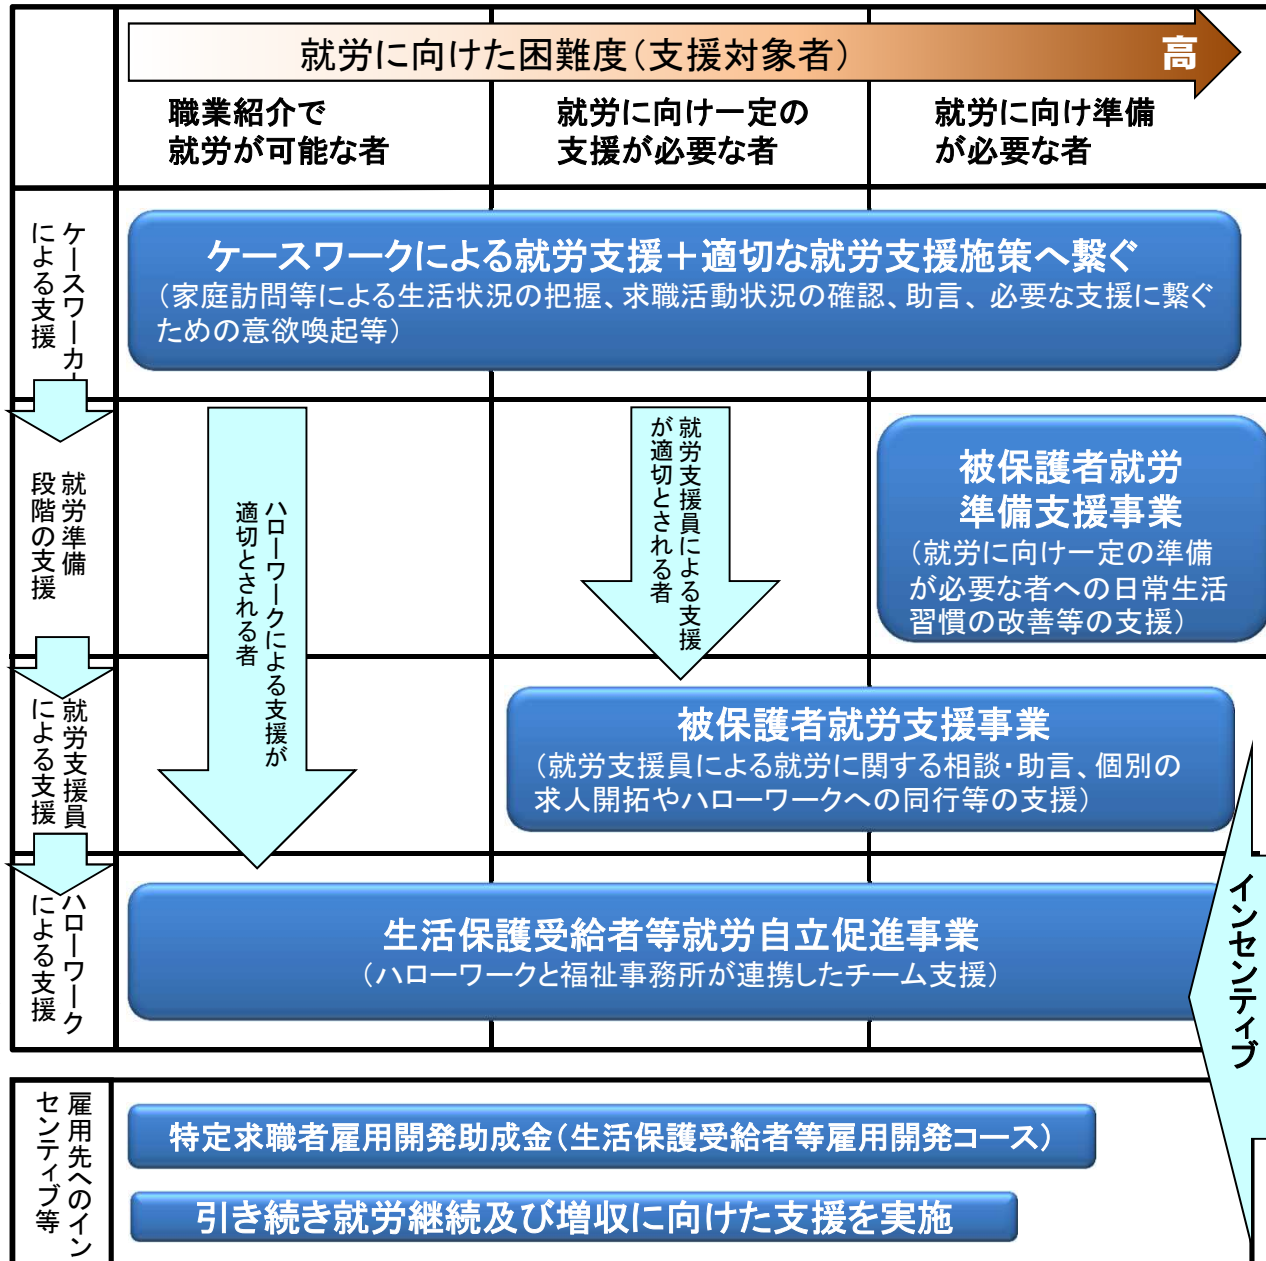 就労に向けた困難度（支援対象者）
高
職業紹介で
就労が可能な者
就労に向け一定の
支援が必要な者
就労に向け準備
が必要な者
ケースワーカー
による支援
ケースワークによる就労支援＋適切な就労支援施策へ繋ぐ
（家庭訪問等による生活状況の把握、求職活動状況の確認、助言、必要な支援に繋ぐ
ための意欲喚起等）
就労準備
段階の支援
ハローワークによる支援が
適切とされる者
就労支援員による支援
が適切とされる者
被保護者就労
準備支援事業
（就労に向け一定の準備
が必要な者への日常生活
習慣の改善等の支援）
就労支援員
による支援
被保護者就労支援事業
（就労支援員による就労に関する相談・助言、個別の
求人開拓やハローワークへの同行等の支援）
ハローワーク
による支援
生活保護受給者等就労自立促進事業
（ハローワークと福祉事務所が連携したチーム支援）
インセンティブ
雇用先へのイン
センティブ等
特定求職者雇用開発助成金（生活保護受給者等雇用開発コース）
引き続き就労継続及び増収に向けた支援を実施